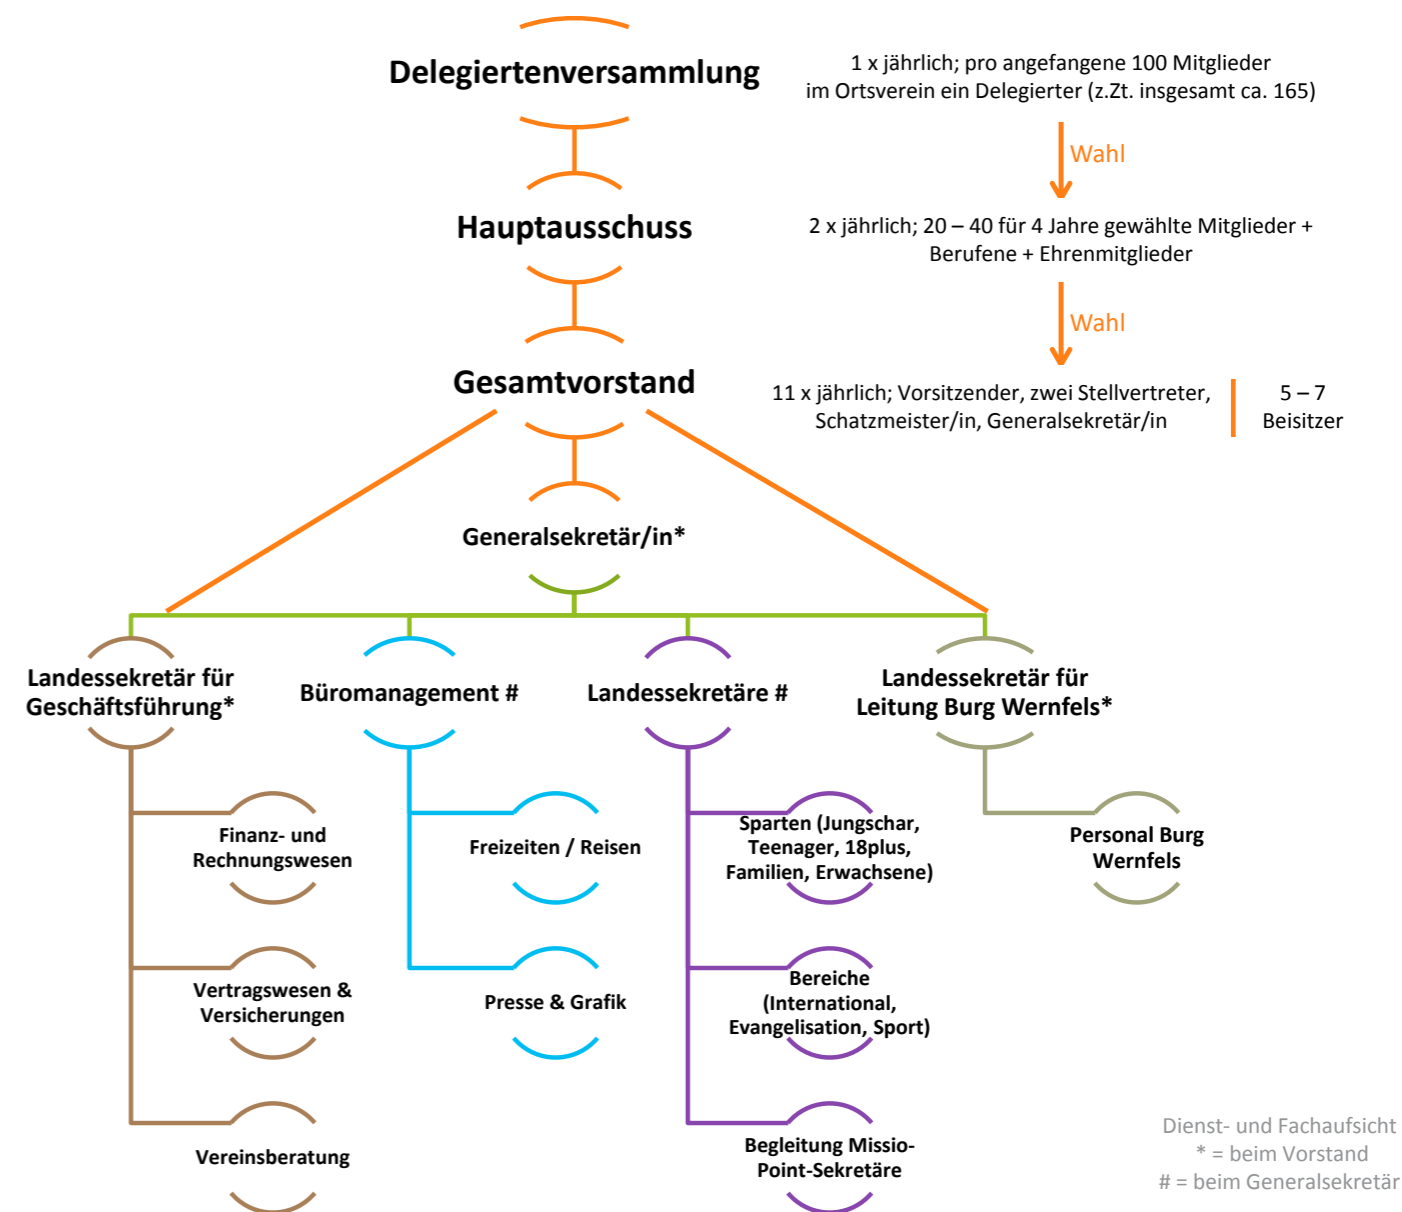 Delegiertenversammlung
1 x jährlich; pro angefangene 100 Mitglieder
im Ortsverein ein Delegierter (z.Zt. insgesamt ca. 165)
Wahl
Hauptausschuss
2 x jährlich; 20 – 40 für 4 Jahre gewählte Mitglieder +
Berufene + Ehrenmitglieder
Wahl
Gesamtvorstand
11 x jährlich; Vorsitzender, zwei Stellvertreter,
Schatzmeister/in, Generalsekretär/in
5 – 7
Beisitzer
Generalsekretär/in*
Landessekretär für
Geschäftsführung*
Büromanagement #
Landessekretäre #
Landessekretär für
Leitung Burg Wernfels*
Finanz- und
Rechnungswesen
Freizeiten / Reisen
Sparten (Jungschar,
Teenager, 18plus,
Familien, Erwachsene)
Personal Burg
Wernfels
Vertragswesen &
Versicherungen
Presse & Grafik
Bereiche
(International,
Evangelisation, Sport)
Vereinsberatung
Begleitung Missio-
Point-Sekretäre
Dienst- und Fachaufsicht
* = beim Vorstand
# = beim Generalsekretär